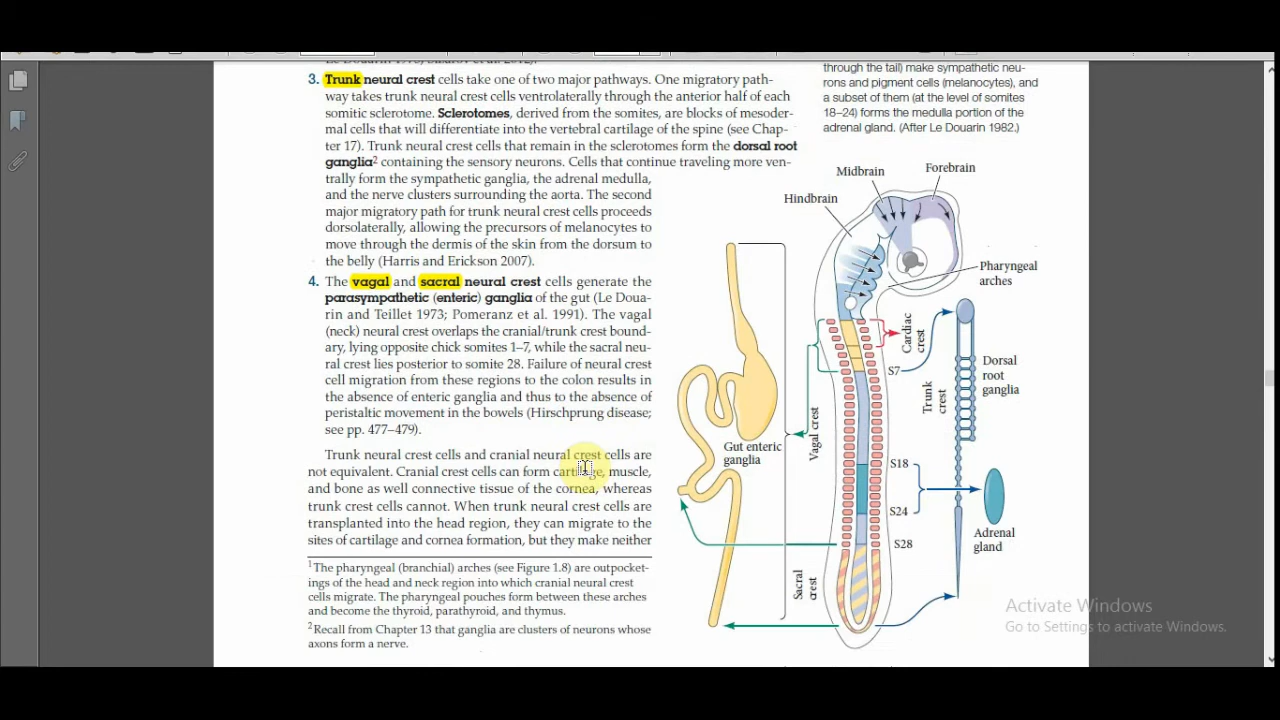 3. Trunk neural crest cells take one of two major pathways. One migratory path-
way takes trunk neural crest cells ventrolaterally through the anterior half of each
somitic sclerotome. Sclerotomes, derived from the somites, are blocks of mesoder-
mal cells that will differentiate into the vertebral cartilage of the spine (see Chap-
ter 17). Trunk neural crest cells that remain in the sclerotomes form the dorsal root
ganglia² containing the sensory neurons. Cells that continue traveling more ven-
trally form the sympathetic ganglia, the adrenal medulla,
and the nerve clusters surrounding the aorta. The second
major migratory path for trunk neural crest cells proceeds
dorsolaterally, allowing the precursors of melanocytes to
move through the dermis of the skin from the dorsum to
the belly (Harris and Erickson 2007).
4. The vagal and sacral neural crest cells generate the
parasympathetic (enteric) ganglia of the gut (Le Doua-
rin and Teillet 1973; Pomeranz et al. 1991). The vagal
(neck) neural crest overlaps the cranial/trunk crest bound-
ary, lying opposite chick somites 1–7, while the sacral neu-
ral crest lies posterior to somite 28. Failure of neural crest
cell migration from these regions to the colon results in
the absence of enteric ganglia and thus to the absence of
peristaltic movement in the bowels (Hirschprung disease;
see pp. 477–479).
Trunk neural crest cells and cranial neural crest cells are
not equivalent. Cranial crest cells can form cartilage, muscle,
and bone as well connective tissue of the cornea, whereas
trunk crest cells cannot. When trunk neural crest cells are
transplanted into the head region, they can migrate to the
sites of cartilage and cornea formation, but they make neither
¹The pharyngeal (branchial) arches (see Figure 1.8) are outpocket-
ings of the head and neck region into which cranial neural crest
cells migrate. The pharyngeal pouches form between these arches
and become the thyroid, parathyroid, and thymus.
²Recall from Chapter 13 that ganglia are clusters of neurons whose
axons form a nerve.
through the tail) make sympathetic neu-
rons and pigment cells (melanocytes), and
a subset of them (at the level of somites
18–24) forms the medulla portion of the
adrenal gland. (After Le Douarin 1982.)
Midbrain
Forebrain
Hindbrain
Pharyngeal
arches
Cardiac
crest
S7
Dorsal
root
ganglia
Trunk
crest
Vagal crest
Gut enteric
ganglia
S18
S24
Adrenal
gland
S28
Sacral
crest
Activate Windows
Go to Settings to activate Windows.